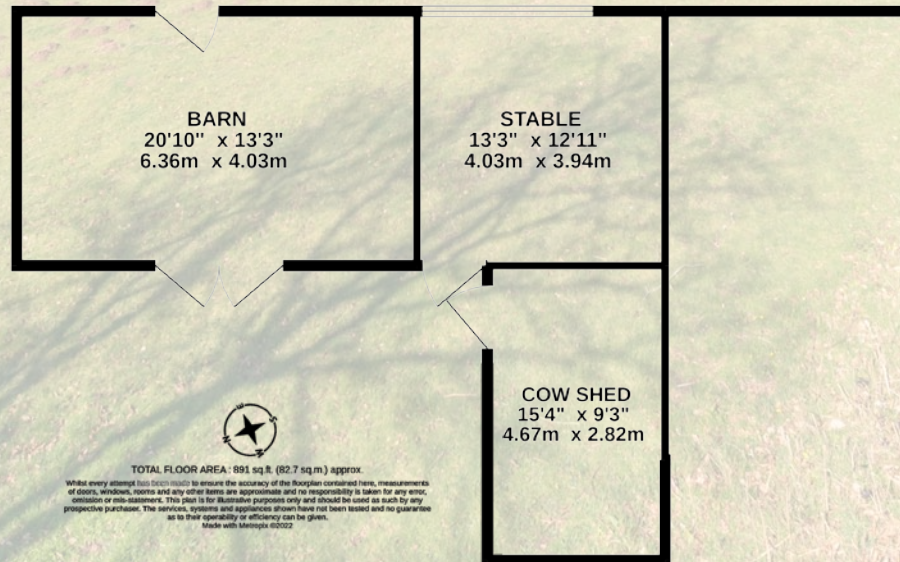 BARN
20'10" x 13'3"
6.36m x 4.03m
STABLE
13'3" x 12'11"
4.03m x 3.94m
COW SHED
15'4" x 9'3"
4.67m x 2.82m
E
S
N
W
TOTAL FLOOR AREA : 891 sq.ft. (82.7 sq.m.) approx.
Whilst every attempt has been made to ensure the accuracy of the floorplan contained here, measurements
of doors, windows, rooms and any other items are approximate and no responsibility is taken for any error,
omission or mis-statement. This plan is for illustrative purposes only and should be used as such by any
prospective purchaser. The services, systems and appliances shown have not been tested and no guarantee
as to their operability or efficiency can be given.
Made with Metropix ©2022